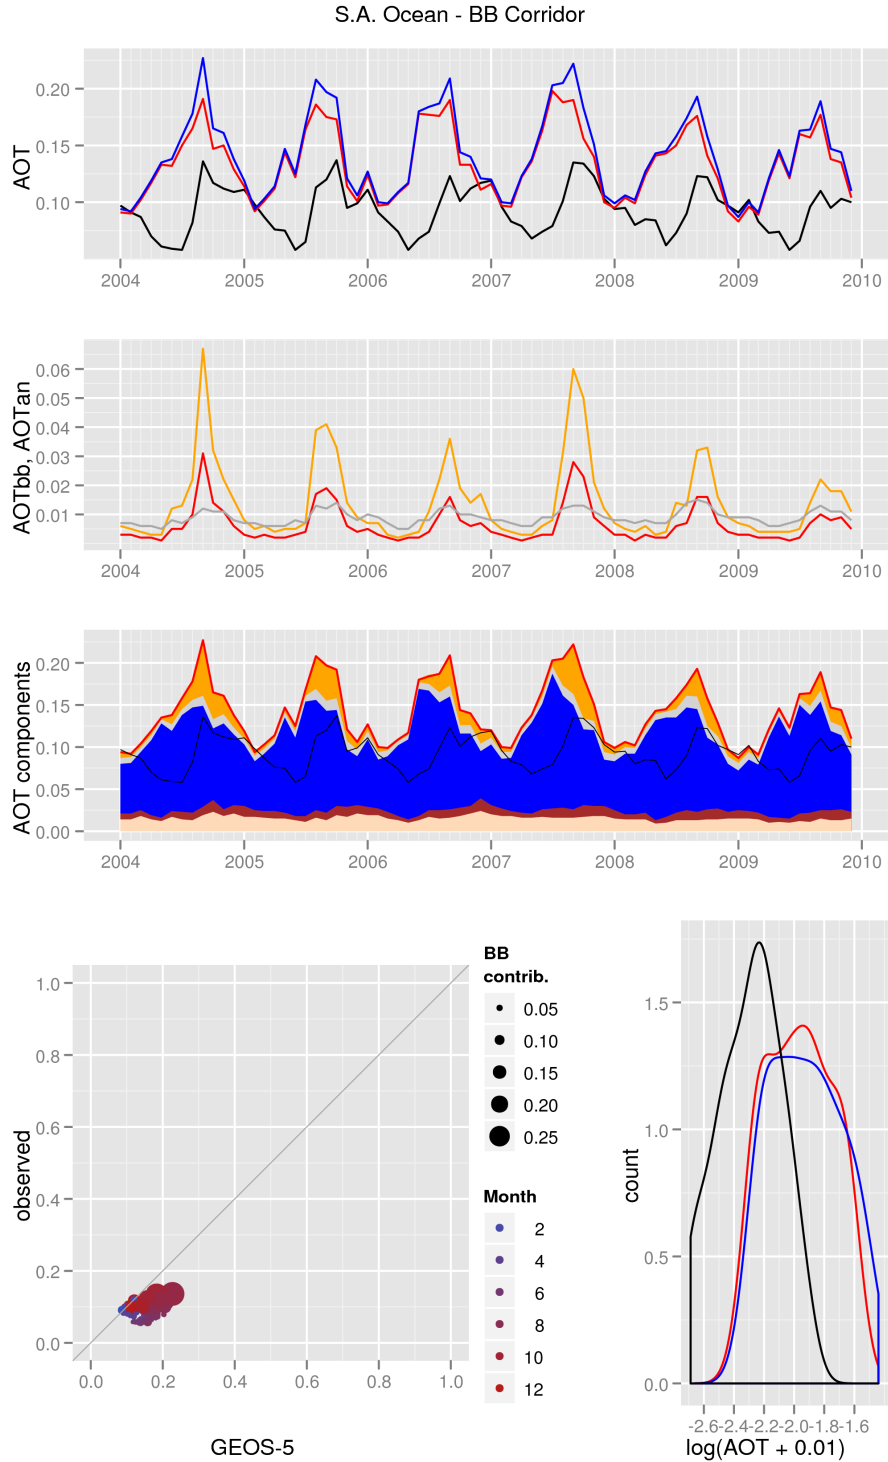 S.A. Ocean - BB Corridor
AOT
0.20
0.15
0.10
2004 2005 2006 2007 2008 2009 2010
AOTbb, AOTan
0.06
0.05
0.04
0.03
0.02
0.01
2004 2005 2006 2007 2008 2009 2010
AOT components
0.20
0.15
0.10
0.05
0.00
2004 2005 2006 2007 2008 2009 2010
observed
1.0
0.8
0.6
0.4
0.2
0.0
0.0 0.2 0.4 0.6 0.8 1.0
GEOS-5
BB
contrib.
0.05
0.10
0.15
0.20
0.25
Month
2
4
6
8
10
12
count
1.5
1.0
0.5
0.0
-2.6-2.4-2.2-2.0-1.8-1.6
log(AOT + 0.01)